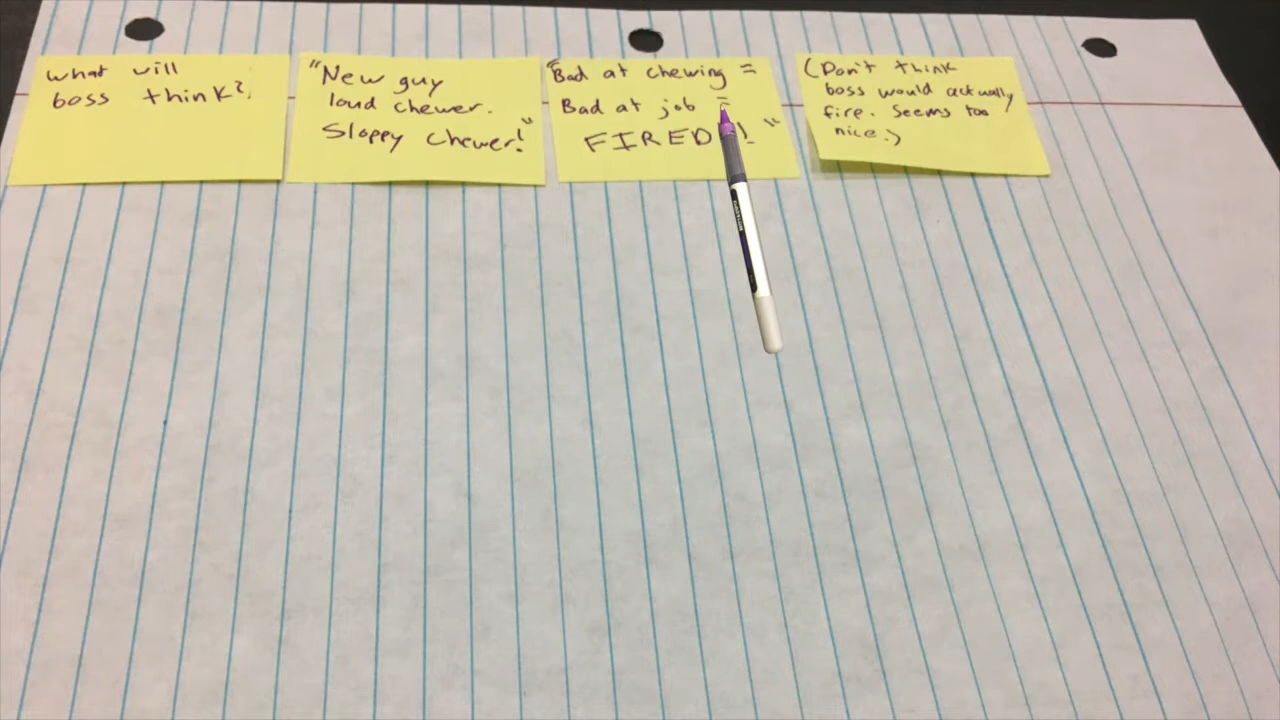 what will
boss think?
"New guy
loud chewer.
Sloppy chewer!"
"Bad at chewing =
Bad at job =
FIRED!"
(Don't think
boss would actually
fire. Seems too
nice.)